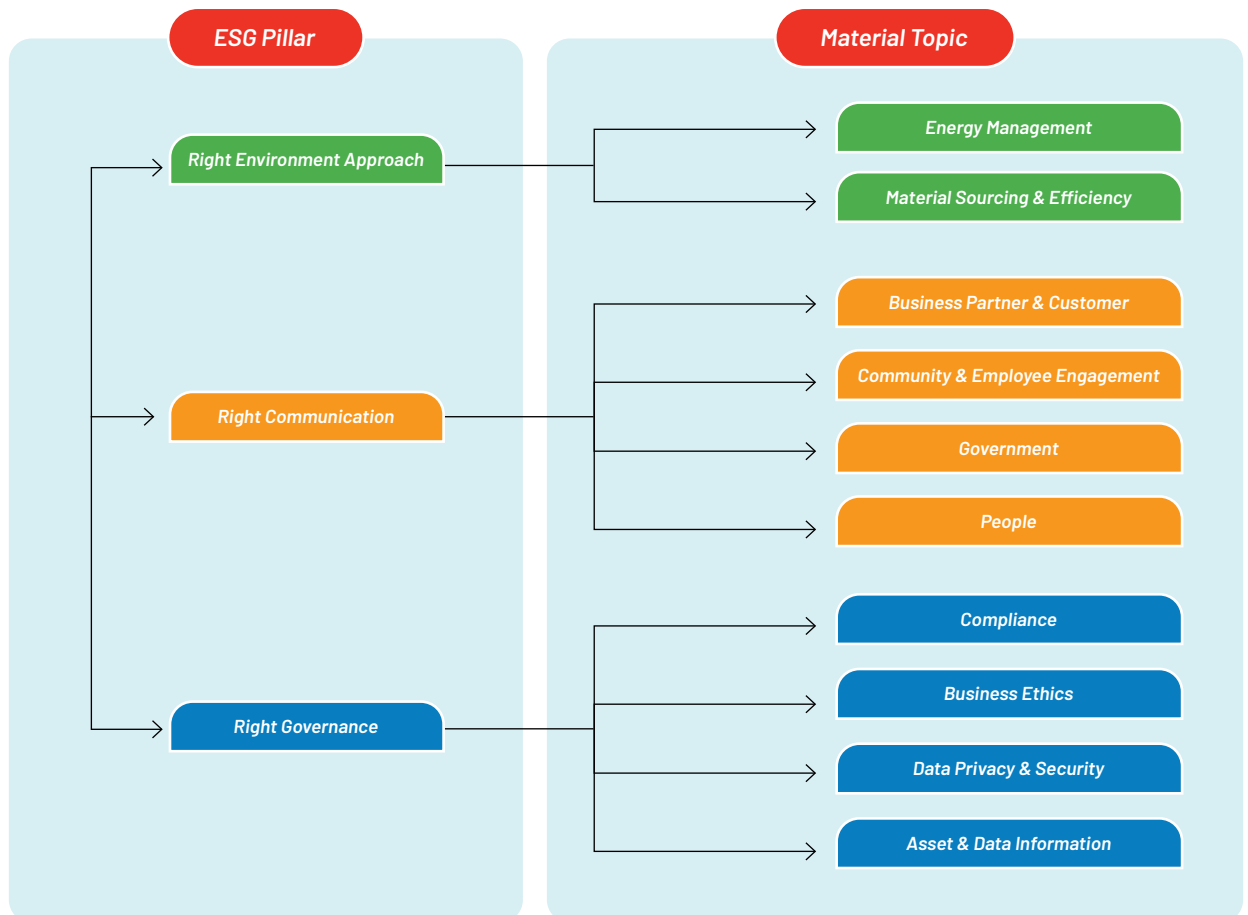 ESG Pillar
Material Topic
Right Environment Approach
Energy Management
Material Sourcing & Efficiency
Right Communication
Business Partner & Customer
Community & Employee Engagement
Government
People
Right Governance
Compliance
Business Ethics
Data Privacy & Security
Asset & Data Information